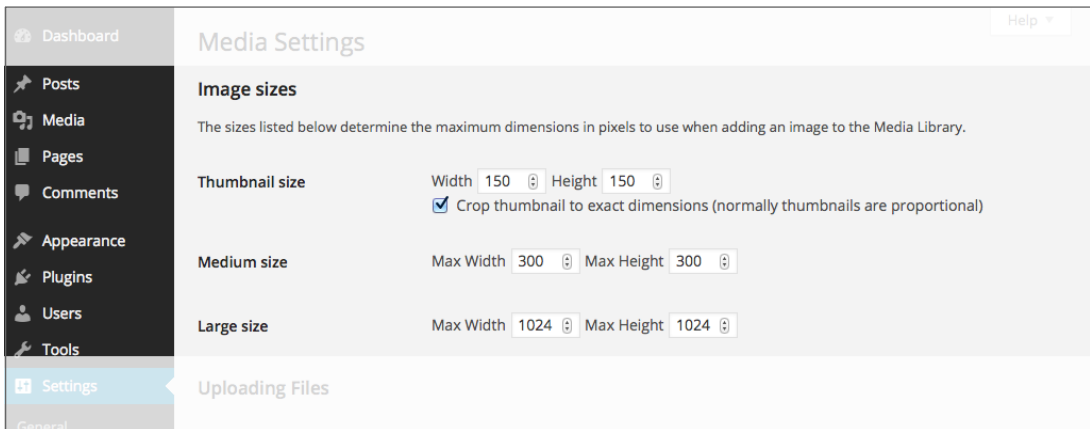 Dashboard
Help
Media Settings
Posts
Image sizes
Media
The sizes listed below determine the maximum dimensions in pixels to use when adding an image to the Media Library.
Pages
Thumbnail size Width 150 Height 150
Comments
Crop thumbnail to exact dimensions (normally thumbnails are proportional)
Appearance
Medium size Max Width 300 Max Height 300
Plugins
Users
Large size Max Width 1024 Max Height 1024
Tools
Settings
Uploading Files
General